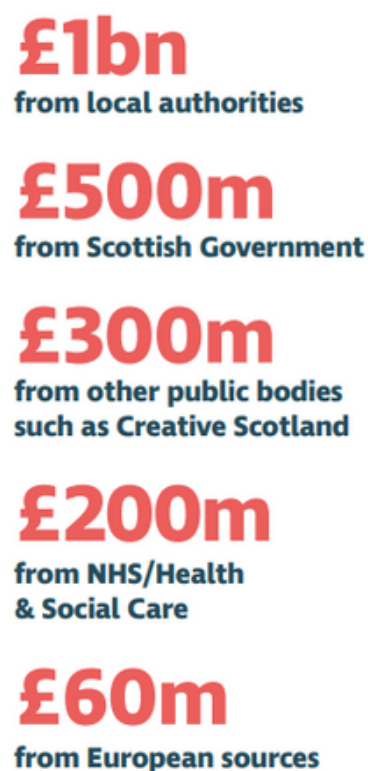 £1bn
from local authorities
£500m
from Scottish Government
£300m
from other public bodies
such as Creative Scotland
£200m
from NHS/Health
& Social Care
£60m
from European sources